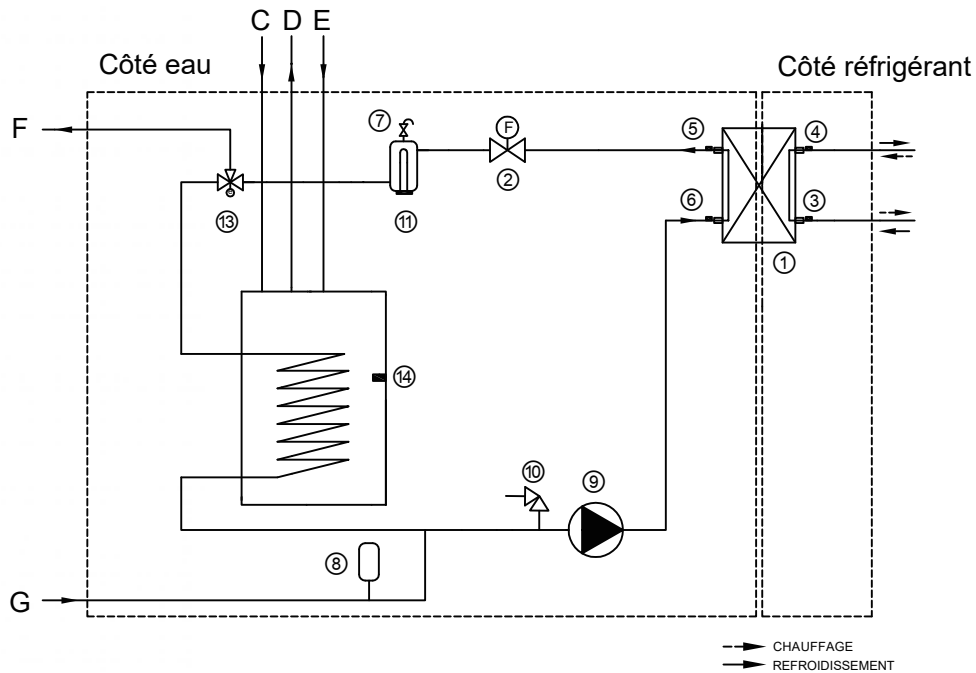 C D E
Côté eau
Côté réfrigérant
F
⑦
F
⑤
④
②
⑬
⑪
⑥
③
①
⑭
⑩
⑨
⑧
G
CHAUFFAGE
REFROIDISSEMENT